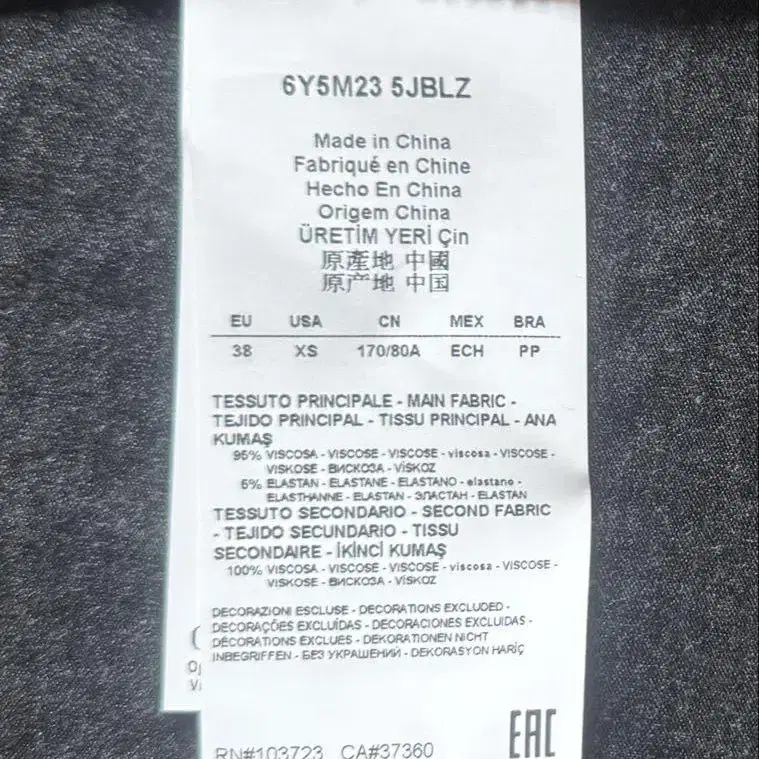 6Y5M23 5JBLZ
Made in China
Fabriqué en Chine
Hecho En China
Origem China
ÜRETİM YERİ Çin
原產地 中國
原产地 中国
EU USA CN MEX BRA
38 XS 170/80A ECH PP
TESSUTO PRINCIPALE - MAIN FABRIC -
TEJIDO PRINCIPAL - TISSU PRINCIPAL - ANA
KUMAŞ
95% VISCOSA - VISCOSE - VISCOSE - viscosa - VISCOSE -
VISKOSE - ВИСКОЗА - VİSKOZ
5% ELASTAN - ELASTANE - ELASTANO - elastano -
ELASTHANNE - ELASTAN - ЭЛАСТАН - ELASTAN
TESSUTO SECONDARIO - SECOND FABRIC
- TEJIDO SECUNDARIO - TISSU
SECONDAIRE - İKİNCİ KUMAŞ
100% VISCOSA - VISCOSE - VISCOSE - viscosa - VISCOSE -
VISKOSE - ВИСКОЗА - VİSKOZ
DECORAZIONI ESCLUSE - DECORATIONS EXCLUDED -
DECORAÇÕES EXCLUÍDAS - DECORACIONES EXCLUIDAS -
DÉCORATIONS EXCLUES - DEKORATIONEN NICHT
INBEGRIFFEN - БЕЗ УКРАШЕНИЙ - DEKORASYON HARİÇ
EAC
RN#103723 CA#37360